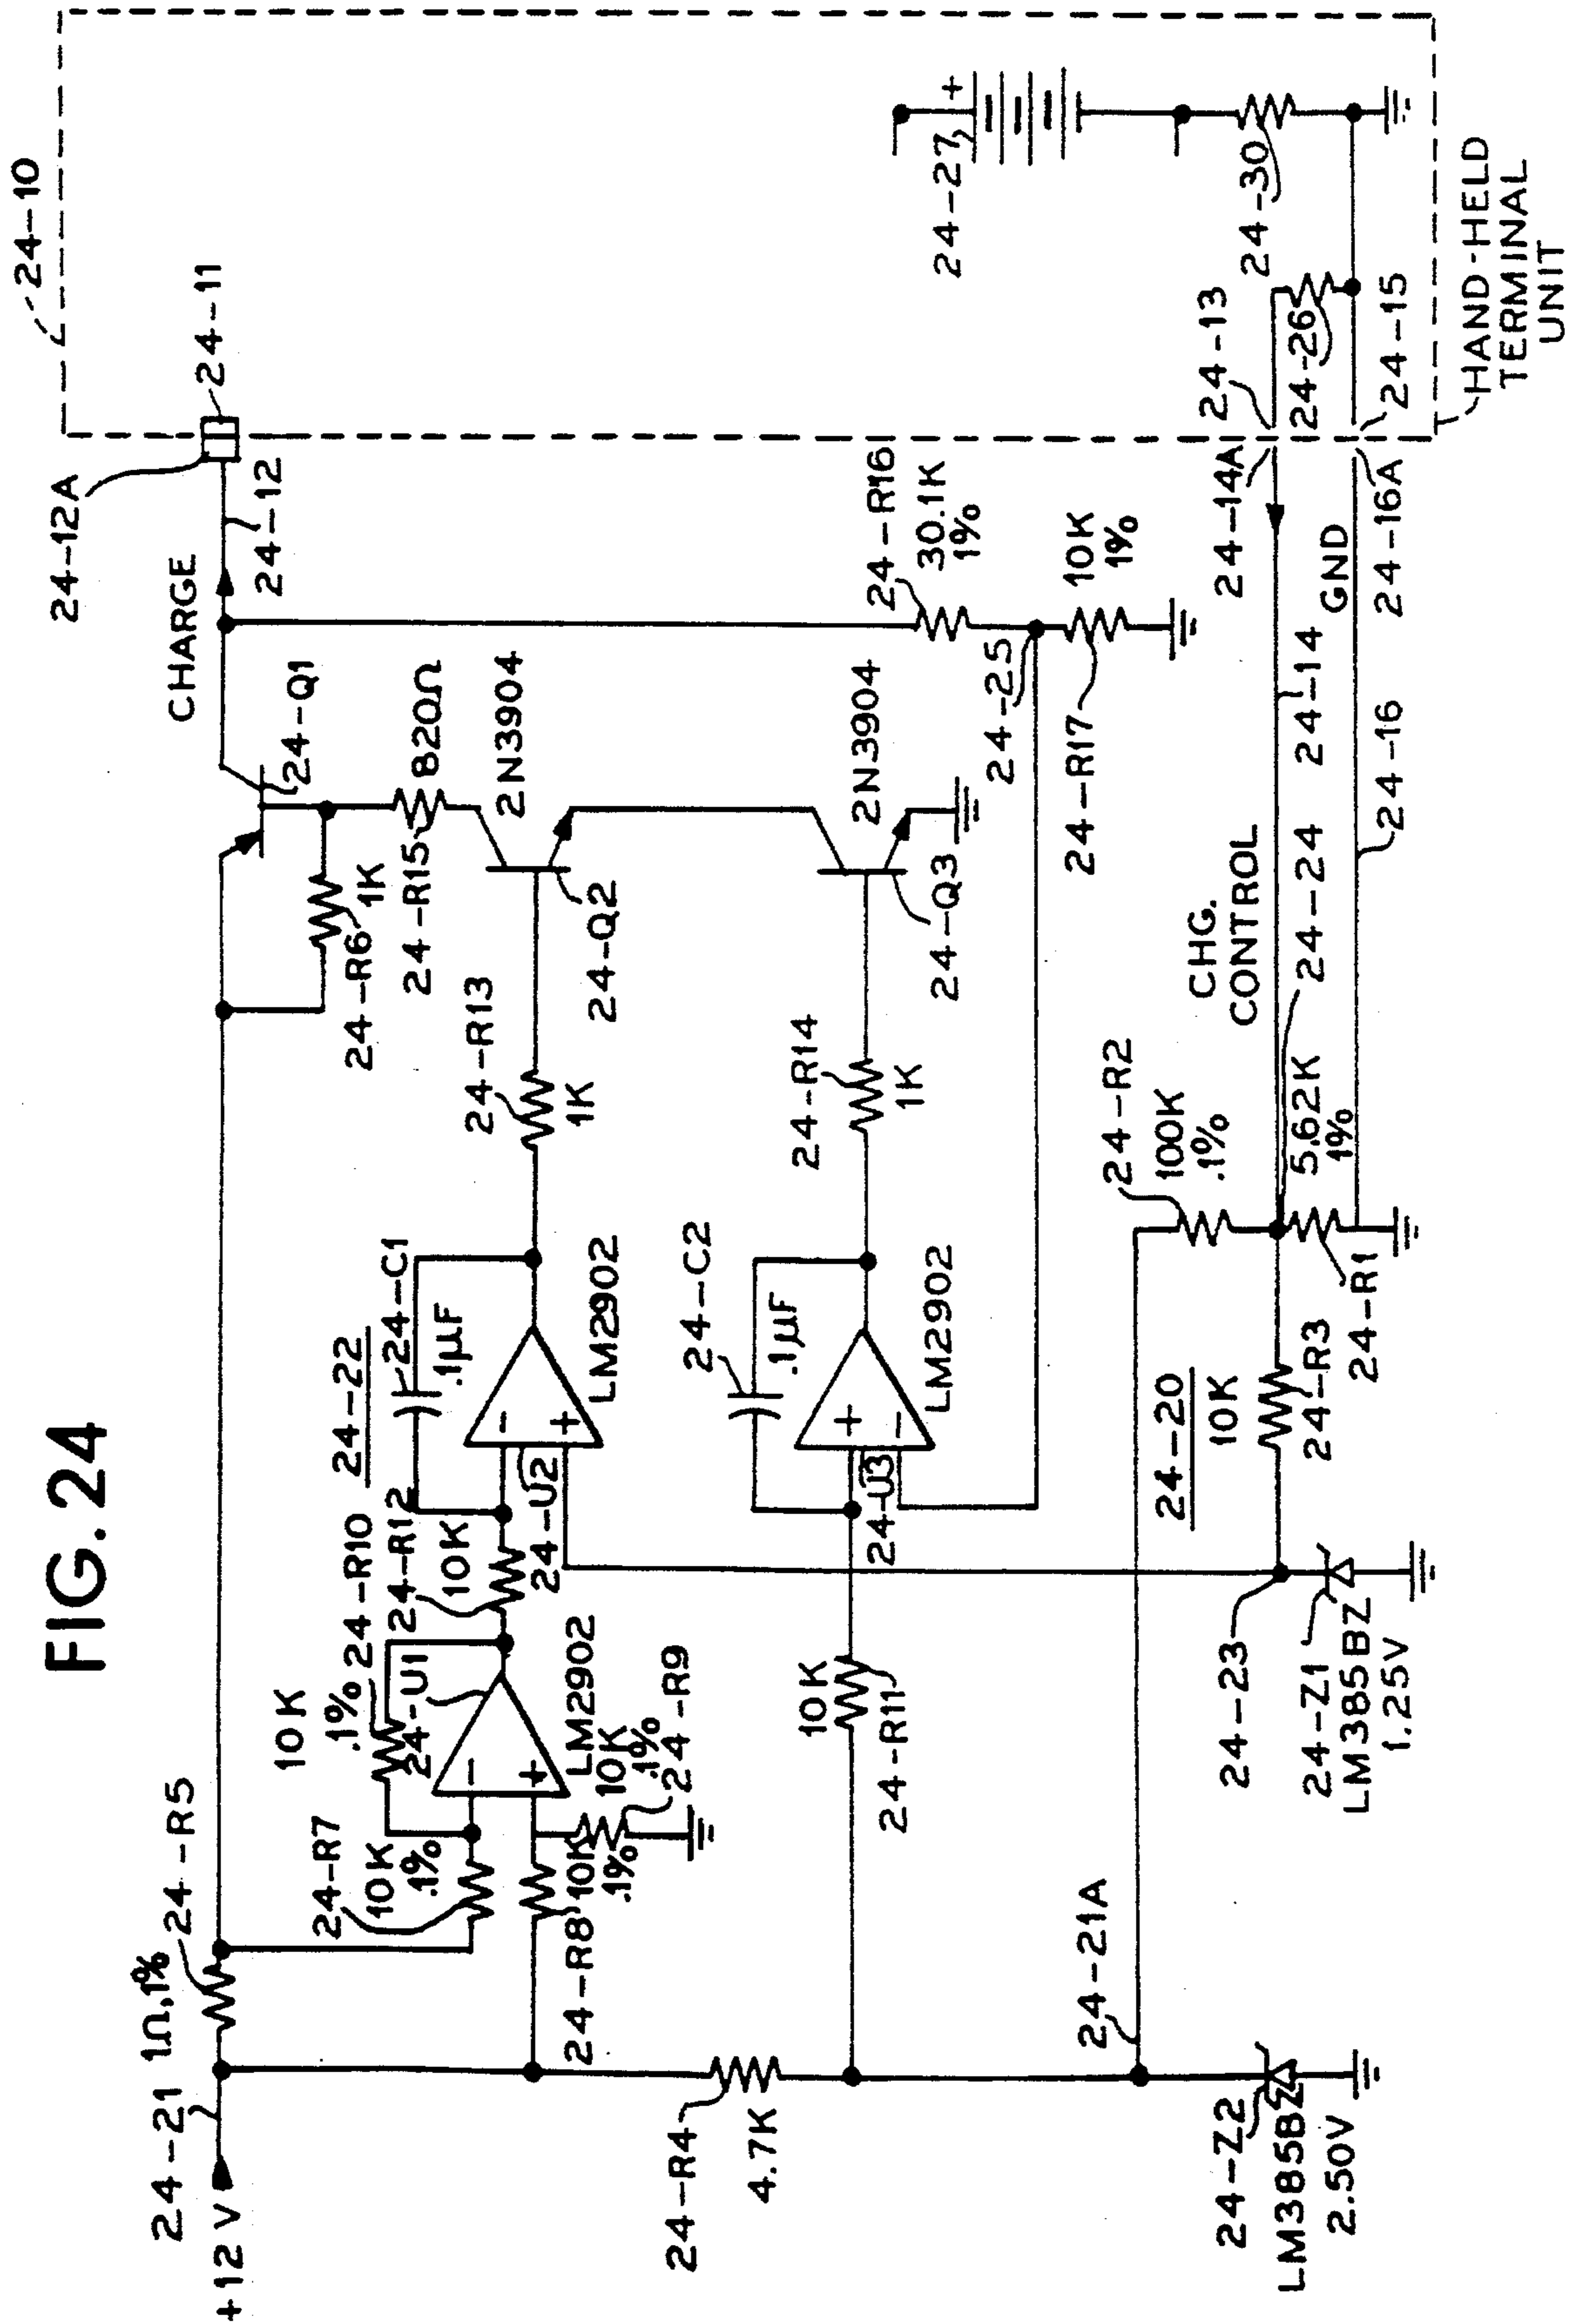 FIG. 24
24-10
24-11
24-12A
24-12
CHARGE
24-Q1
24-R6
1K
24-R15
820Ω
2N3904
24-Q2
24-R13
1K
24-C1
.1µF
24-22
LM2902
24-U2
24-R12
10K
24-R10
10K
.1%
24-U1
LM2902
24-R9
10K
.1%
24-R7
10K
.1%
24-R8
10K
.1%
24-R5
1Ω,1%
24-21
+12V
24-R4
4.7K
24-R11
10K
24-U3
LM2902
24-C2
.1µF
24-R14
1K
24-Q3
2N3904
24-R16
30.1K
1%
24-25
24-R17
10K
1%
24-27
+
24-30
24-26
24-13
24-15
HAND-HELD
TERMINAL
UNIT
24-14A
24-16A
GND
24-14
24-16
CHG.
CONTROL
24-24
24-R2
100K
.1%
5.62K
1%
24-R1
24-R3
10K
24-20
24-23
24-Z1
LM385BZ
1.25V
24-21A
24-Z2
LM385BZ
2.50V